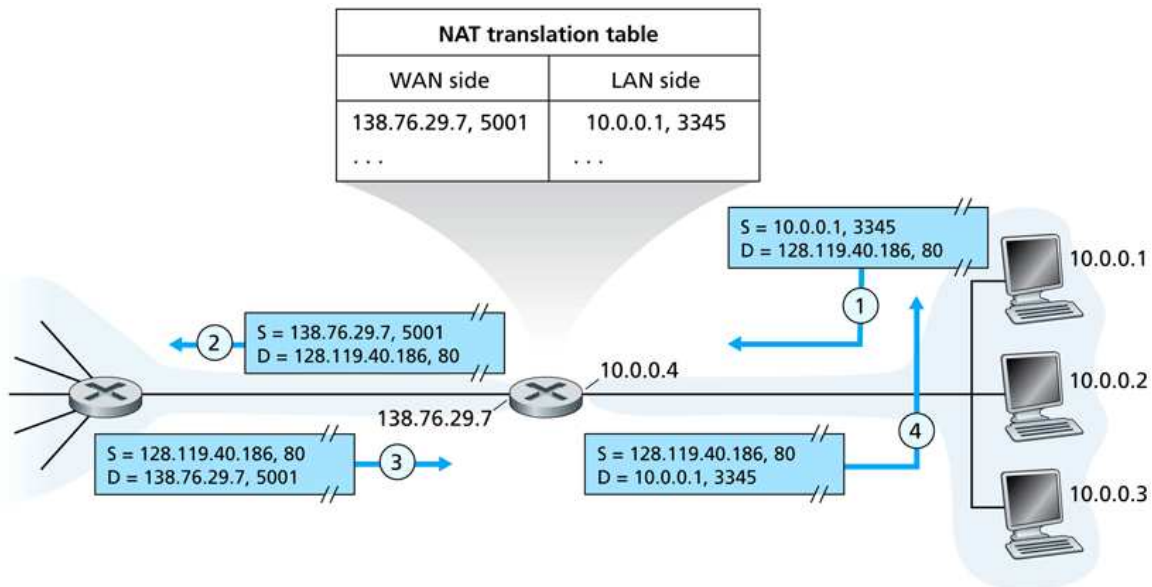 NAT translation table
WAN side LAN side
138.76.29.7, 5001 10.0.0.1, 3345
. . . . . .
S = 10.0.0.1, 3345
D = 128.119.40.186, 80
10.0.0.1
1
2
S = 138.76.29.7, 5001
D = 128.119.40.186, 80
10.0.0.4
10.0.0.2
138.76.29.7
S = 128.119.40.186, 80
D = 138.76.29.7, 5001
3
S = 128.119.40.186, 80
D = 10.0.0.1, 3345
4
10.0.0.3